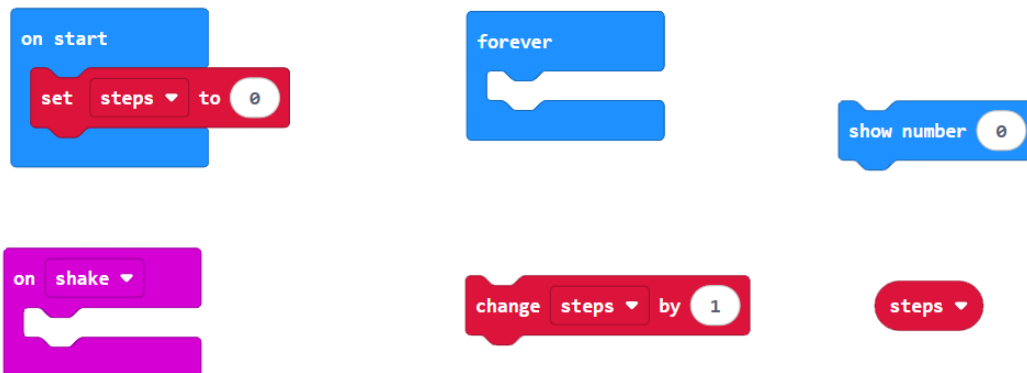 on start
set steps to 0
forever
show number 0
on shake
change steps by 1
steps